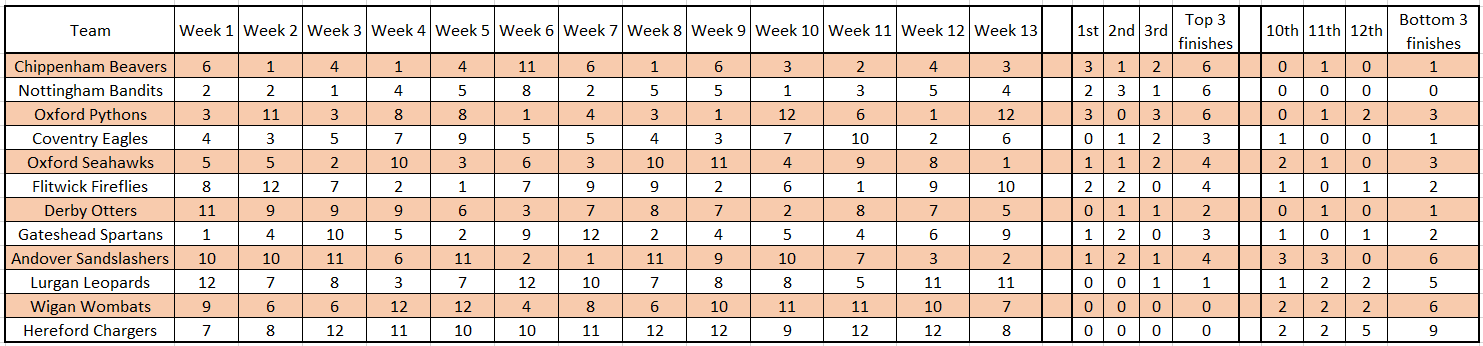 Team Week 1 Week 2 Week 3 Week 4 Week 5 Week 6 Week 7 Week 8 Week 9 Week 10 Week 11 Week 12 Week 13 1st 2nd 3rd Top 3 finishes 10th 11th 12th Bottom 3 finishes
Chippenham Beavers 6 1 4 1 4 11 6 1 6 3 2 4 3 3 1 2 6 0 1 0 1
Nottingham Bandits 2 2 1 4 5 8 2 5 5 1 3 5 4 2 3 1 6 0 0 0 0
Oxford Pythons 3 11 3 8 8 1 4 3 1 12 6 1 12 3 0 3 6 0 1 2 3
Coventry Eagles 4 3 5 7 9 5 5 4 3 7 10 2 6 0 1 2 3 1 0 0 1
Oxford Seahawks 5 5 2 10 3 6 3 10 11 4 9 8 1 1 1 2 4 2 1 0 3
Flitwick Fireflies 8 12 7 2 1 7 9 9 2 6 1 9 10 2 2 0 4 1 0 1 2
Derby Otters 11 9 9 9 6 3 7 8 7 2 8 7 5 0 1 1 2 0 1 0 1
Gateshead Spartans 1 4 10 5 2 9 12 2 4 5 4 6 9 1 2 0 3 1 0 1 2
Andover Sandslashers 10 10 11 6 11 2 1 11 9 10 7 3 2 1 2 1 4 3 3 0 6
Lurgan Leopards 12 7 8 3 7 12 10 7 8 8 5 11 11 0 0 1 1 1 2 2 5
Wigan Wombats 9 6 6 12 12 4 8 6 10 11 11 10 7 0 0 0 0 2 2 2 6
Hereford Chargers 7 8 12 11 10 10 11 12 12 9 12 12 8 0 0 0 0 2 2 5 9